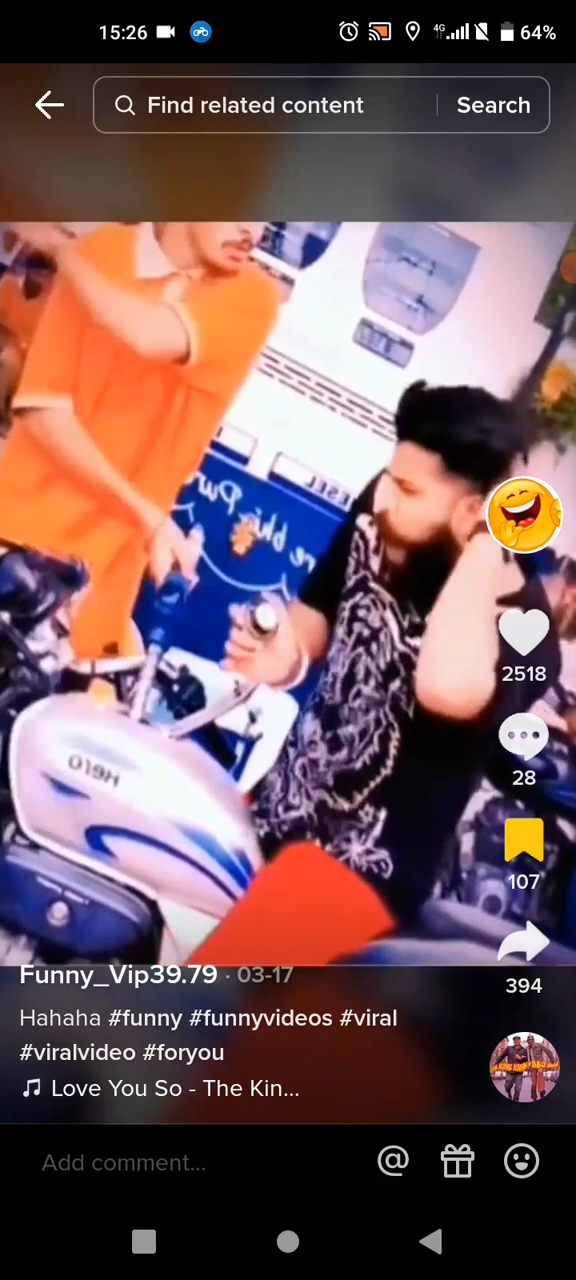 15:26
4G
64%
Find related content
Search
Hero
2518
28
107
394
Funny_Vip39.79 · 03-17
Hahaha #funny #funnyvideos #viral
#viralvideo #foryou
Love You So - The Kin...
Add comment...